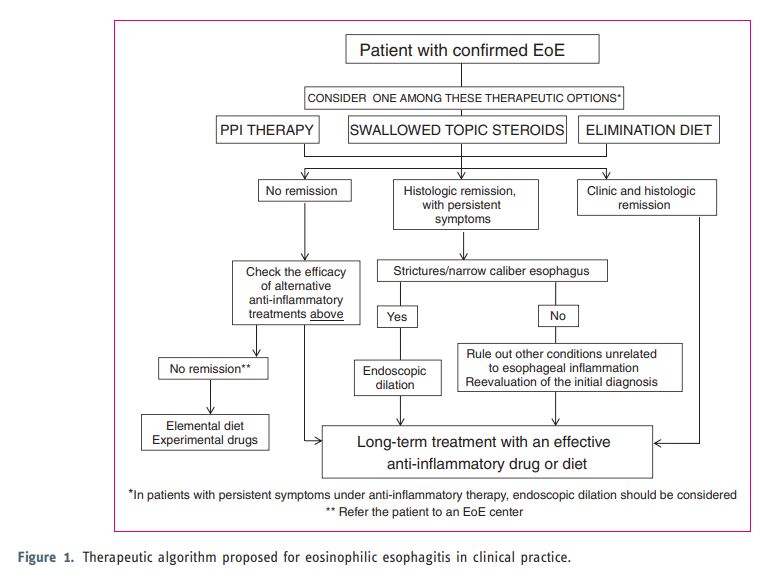 Patient with confirmed EoE
CONSIDER ONE AMONG THESE THERAPEUTIC OPTIONS*
PPI THERAPY
SWALLOWED TOPIC STEROIDS
ELIMINATION DIET
No remission
Histologic remission,
with persistent
symptoms
Clinic and histologic
remission
Check the efficacy
of alternative
anti-inflammatory
treatments above
Strictures/narrow caliber esophagus
Yes
No
No remission**
Endoscopic
dilation
Rule out other conditions unrelated
to esophageal inflammation
Reevaluation of the initial diagnosis
Elemental diet
Experimental drugs
Long-term treatment with an effective
anti-inflammatory drug or diet
*In patients with persistent symptoms under anti-inflammatory therapy, endoscopic dilation should be considered
** Refer the patient to an EoE center
Figure 1. Therapeutic algorithm proposed for eosinophilic esophagitis in clinical practice.